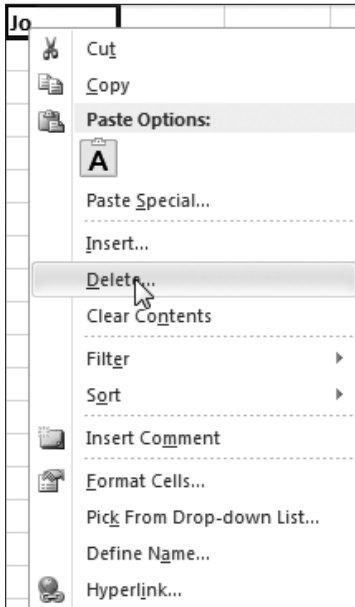 Jo
Cut
Copy
Paste Options:
A
Paste Special...
Insert...
Delete...
Clear Contents
Filter
Sort
Insert Comment
Format Cells...
Pick From Drop-down List...
Define Name...
Hyperlink...